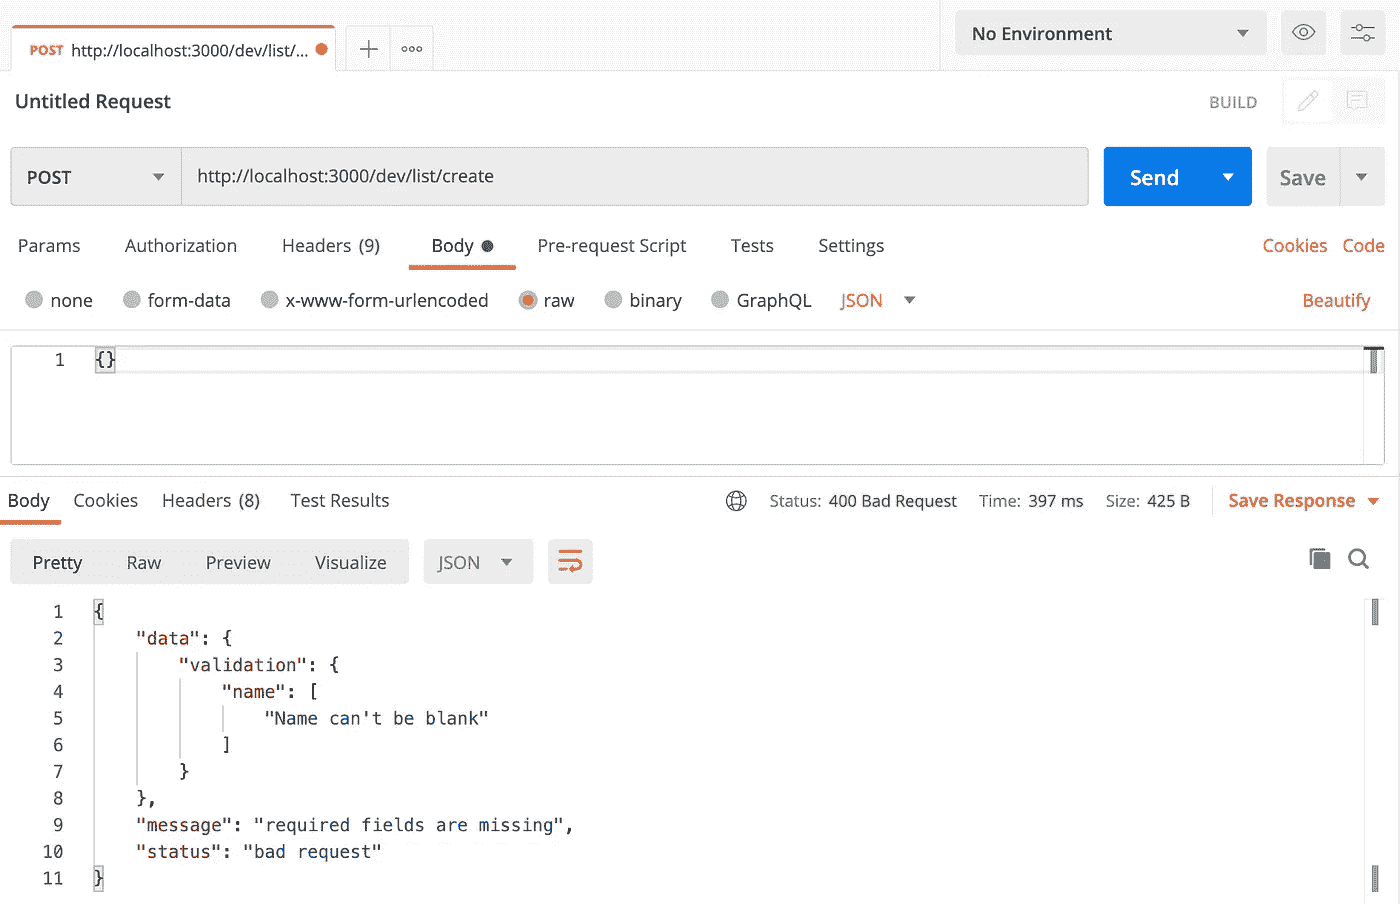 POST http://localhost:3000/dev/list/...
No Environment
Untitled Request
BUILD
POST http://localhost:3000/dev/list/create
Send
Save
Params Authorization Headers (9) Body Pre-request Script Tests Settings Cookies Code
none form-data x-www-form-urlencoded raw binary GraphQL JSON Beautify
1 {}
Body Cookies Headers (8) Test Results Status: 400 Bad Request Time: 397 ms Size: 425 B Save Response
Pretty Raw Preview Visualize JSON
1 {
2 "data": {
3 "validation": {
4 "name": [
5 "Name can't be blank"
6 ]
7 }
8 },
9 "message": "required fields are missing",
10 "status": "bad request"
11 }